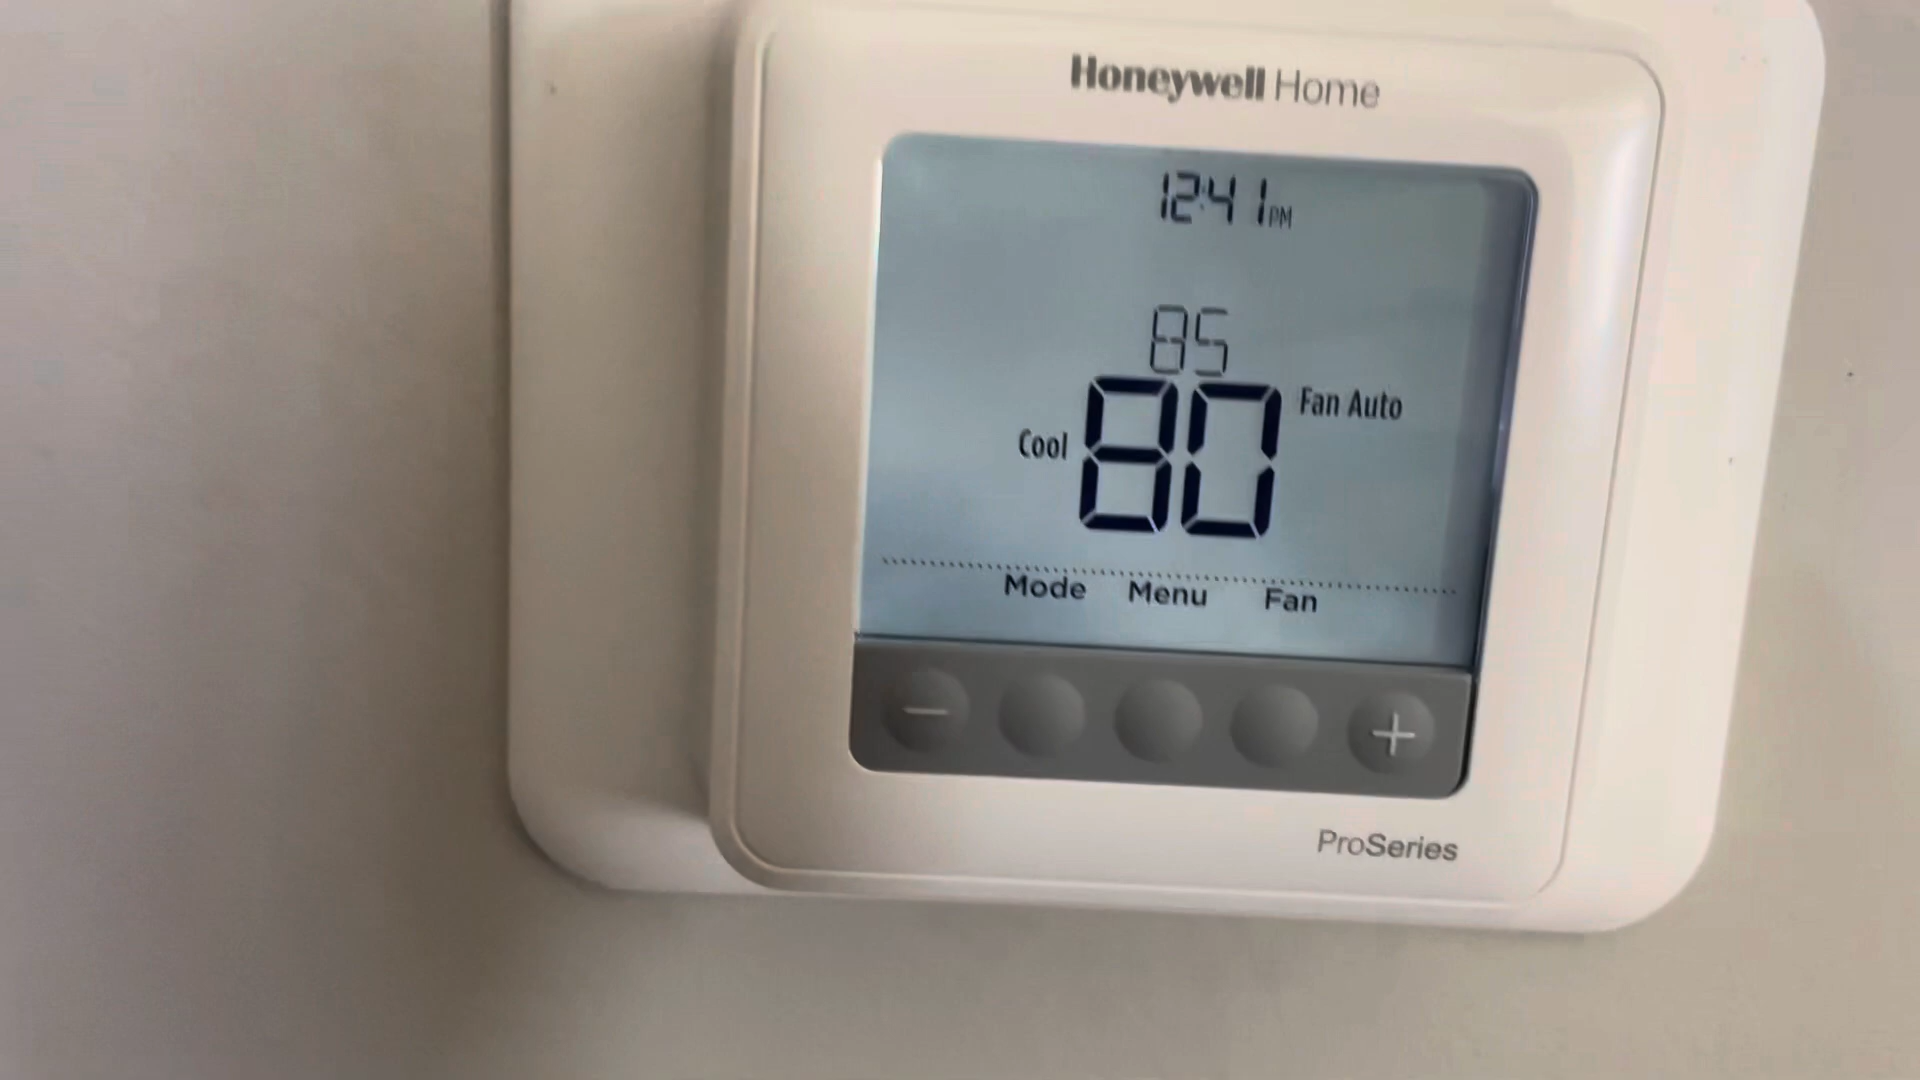 Honeywell Home
12:41 PM
85
Cool 80 Fan Auto
Mode Menu Fan
− +
ProSeries